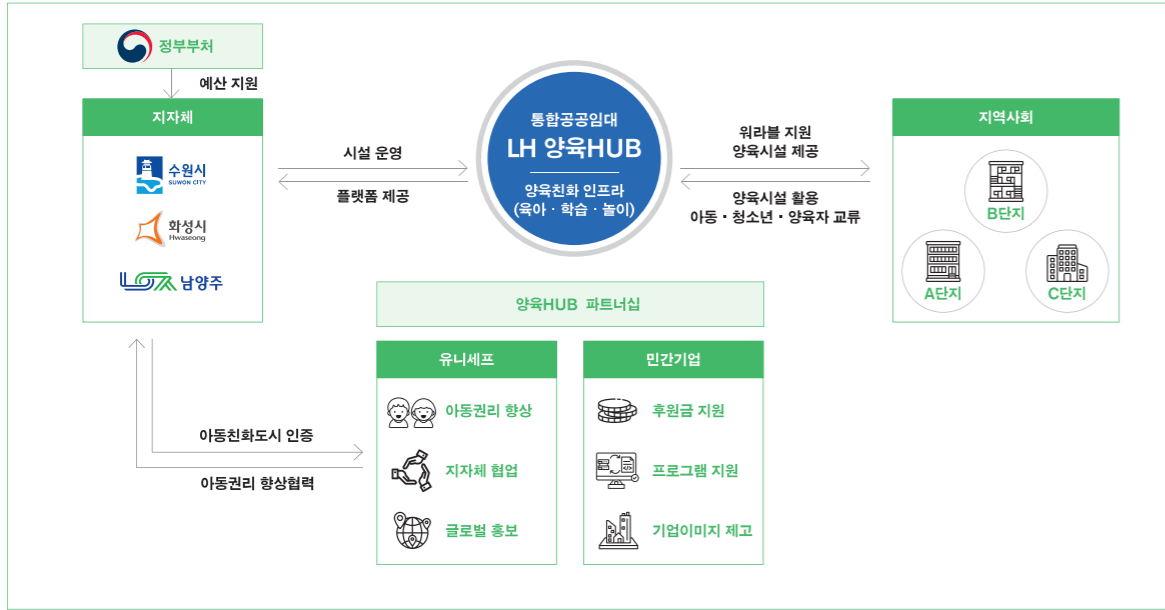 정부부처
예산 지원
지자체
수원시
SUWON CITY
화성시
Hwaseong
남양주
시설 운영
플랫폼 제공
통합공공임대
LH 양육HUB
양육친화 인프라
(육아 · 학습 · 놀이)
워라블 지원
양육시설 제공
양육시설 활용
아동 · 청소년 · 양육자 교류
지역사회
B단지
A단지
C단지
양육HUB 파트너십
유니세프
아동권리 향상
지자체 협업
글로벌 홍보
민간기업
후원금 지원
프로그램 지원
기업이미지 제고
아동친화도시 인증
아동권리 향상협력